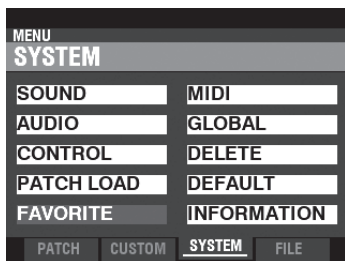 MENU
SYSTEM
SOUND
AUDIO
CONTROL
PATCH LOAD
FAVORITE
MIDI
GLOBAL
DELETE
DEFAULT
INFORMATION
PATCH CUSTOM SYSTEM FILE